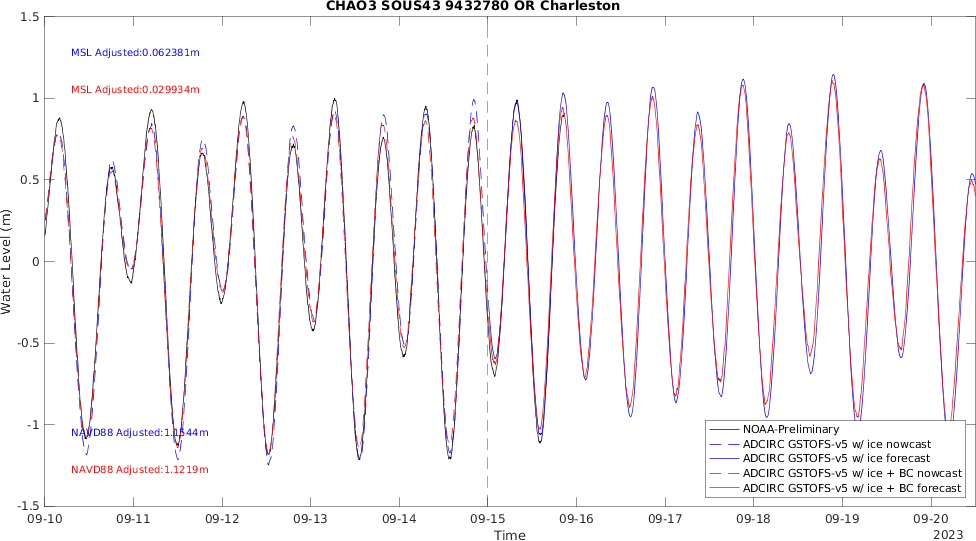 CHAO3 SOUS43 9432780 OR Charleston
1.5
MSL Adjusted:0.062381m
MSL Adjusted:0.029934m
1
0.5
Water Level (m)
0
-0.5
-1
NAVD88 Adjusted:1.1544m
NAVD88 Adjusted:1.1219m
-1.5
NOAA-Preliminary
ADCIRC GSTOFS-v5 w/ ice nowcast
ADCIRC GSTOFS-v5 w/ ice forecast
ADCIRC GSTOFS-v5 w/ ice + BC nowcast
ADCIRC GSTOFS-v5 w/ ice + BC forecast
09-10 09-11 09-12 09-13 09-14 09-15 09-16 09-17 09-18 09-19 09-20
Time
2023